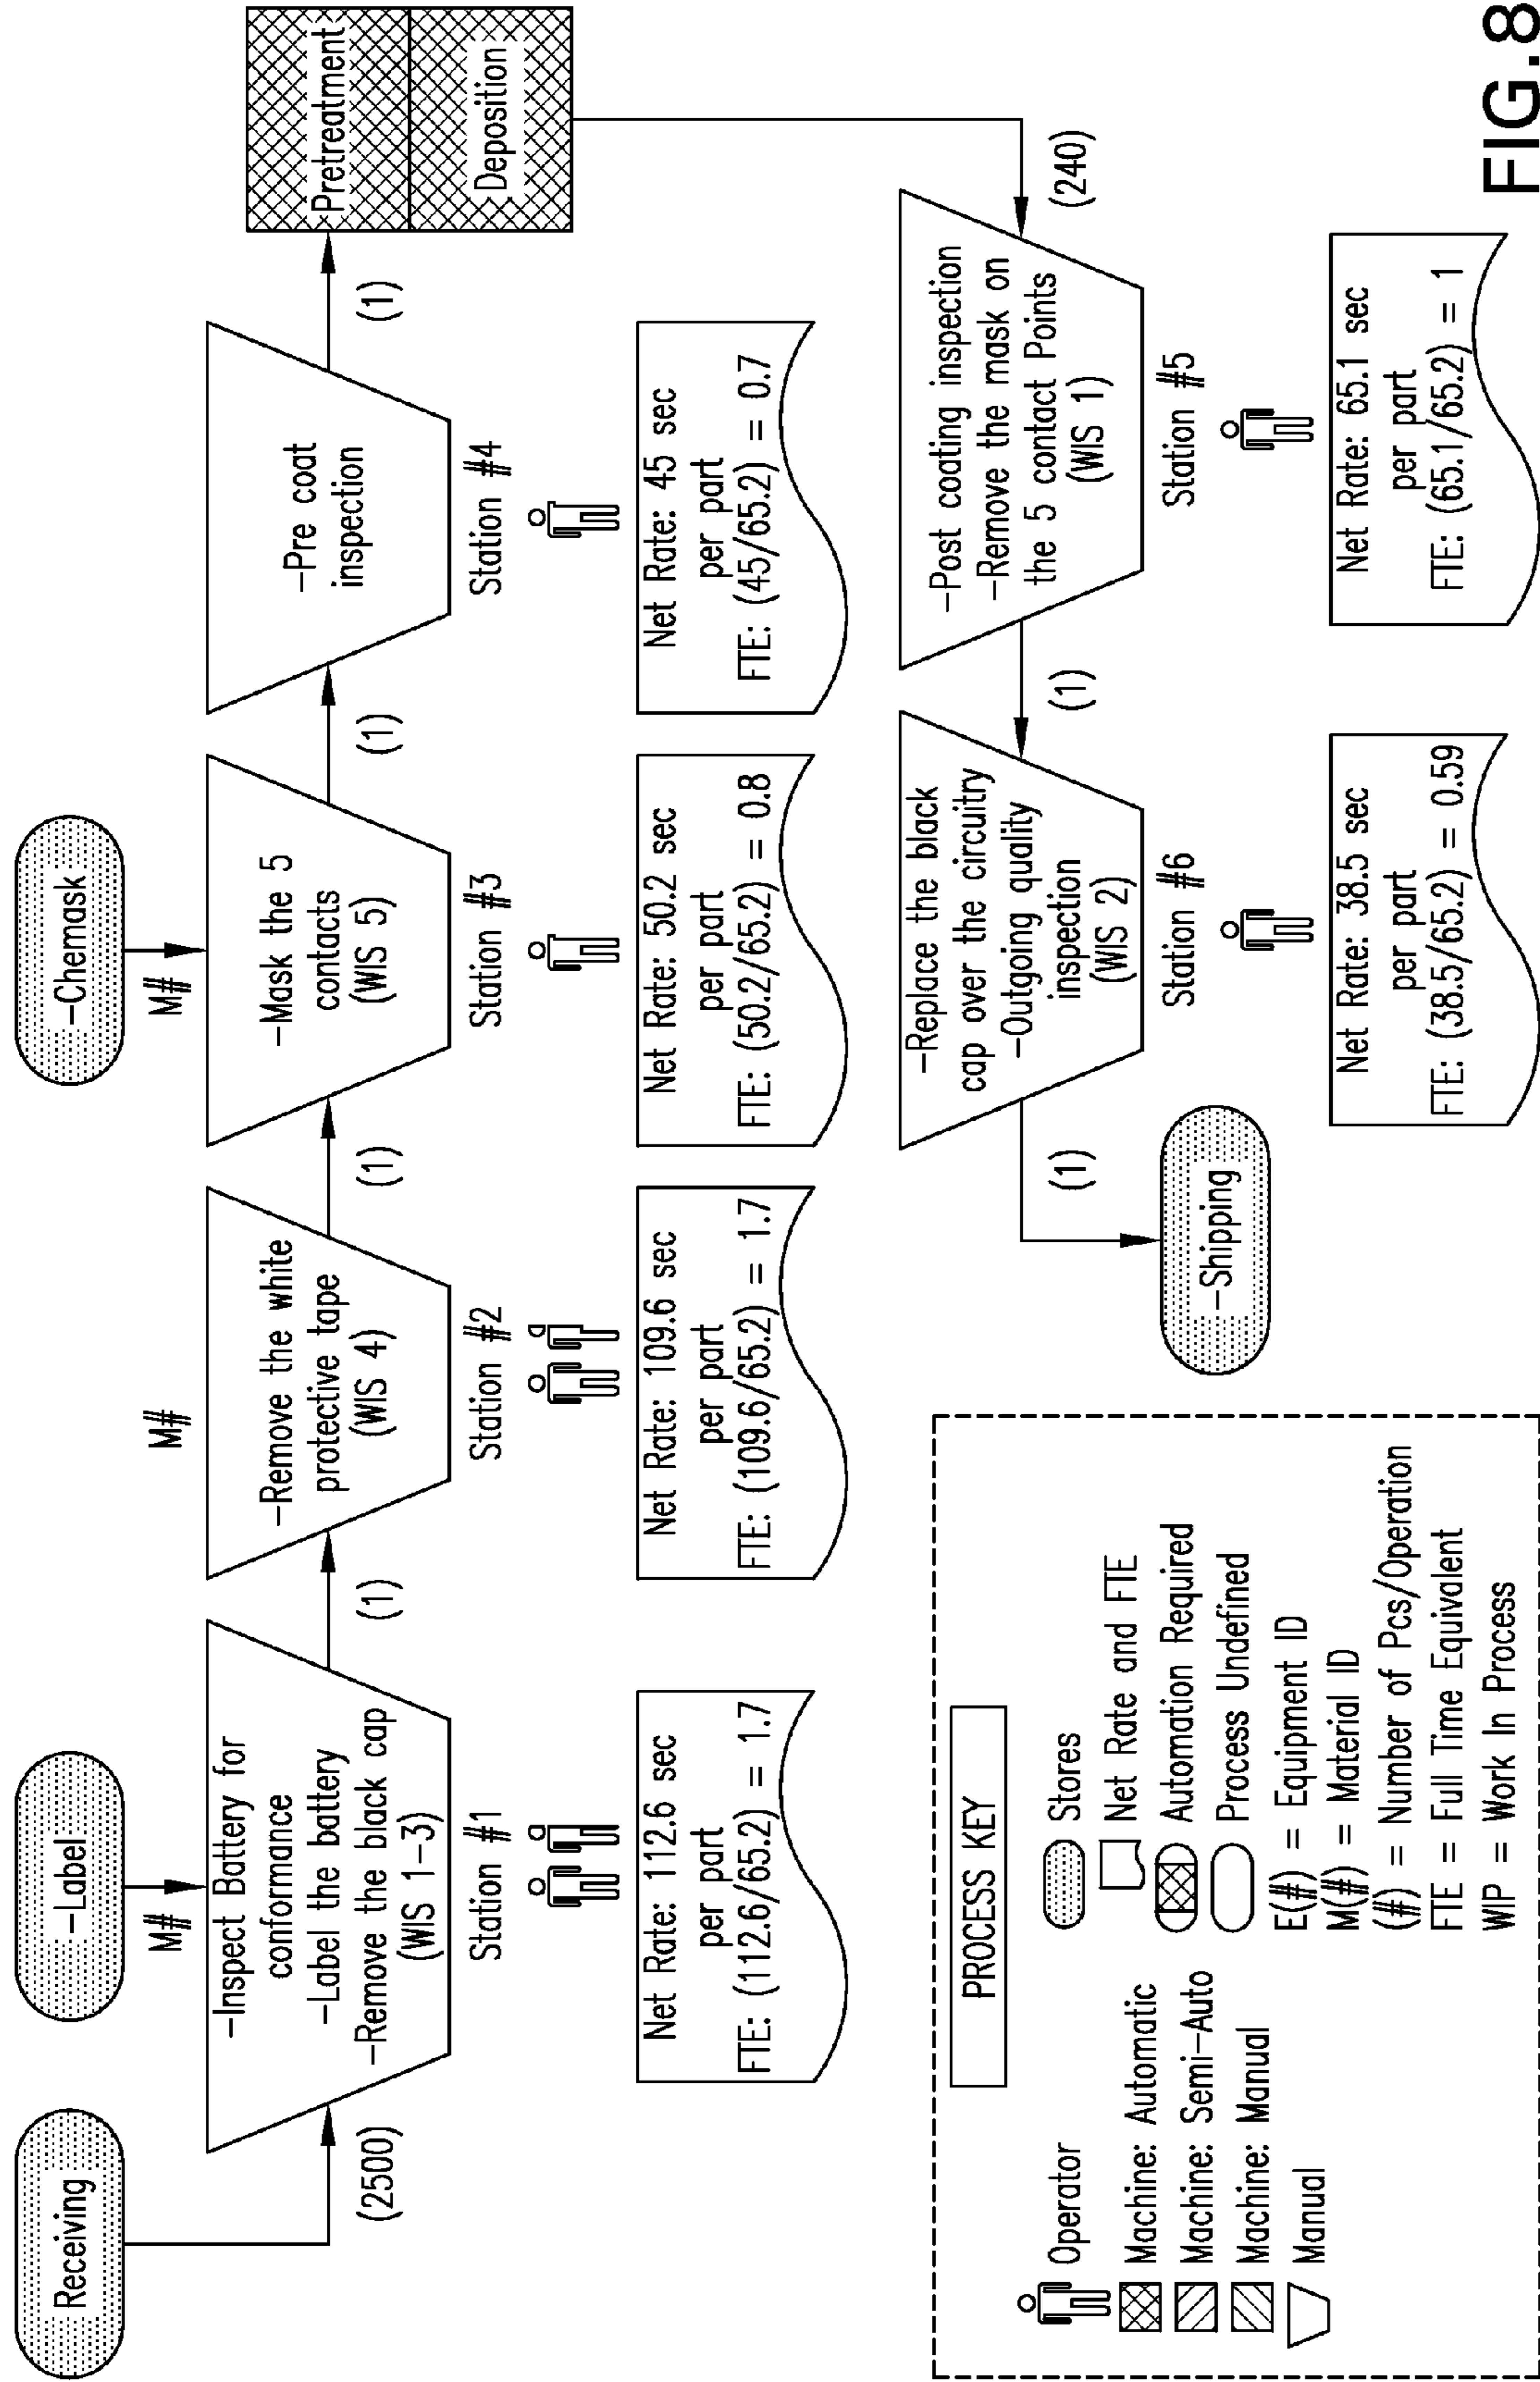 Receiving
(2500)
-Label
M#
-Inspect Battery for
conformance
-Label the battery
-Remove the black cap
(WIS 1-3)
Station #1
Net Rate: 112.6 sec
per part
FTE: (112.6/65.2) = 1.7
(1)
M#
-Remove the white
protective tape
(WIS 4)
Station #2
Net Rate: 109.6 sec
per part
FTE: (109.6/65.2) = 1.7
(1)
-Chemask
M#
-Mask the 5
contacts
(WIS 5)
Station #3
Net Rate: 50.2 sec
per part
FTE: (50.2/65.2) = 0.8
(1)
-Pre coat
inspection
Station #4
Net Rate: 45 sec
per part
FTE: (45/65.2) = 0.7
(1)
Pretreatment
Deposition
(240)
-Post coating inspection
-Remove the mask on
the 5 contact Points
(WIS 1)
Station #5
Net Rate: 65.1 sec
per part
FTE: (65.1/65.2) = 1
(1)
-Replace the black
cap over the circuitry
-Outgoing quality
inspection
(WIS 2)
Station #6
Net Rate: 38.5 sec
per part
FTE: (38.5/65.2) = 0.59
(1)
-Shipping
PROCESS KEY
Operator
Machine: Automatic
Machine: Semi-Auto
Machine: Manual
Manual
Stores
Net Rate and FTE
Automation Required
Process Undefined
E(#) = Equipment ID
M(#) = Material ID
(#) = Number of Pcs/Operation
FTE = Full Time Equivalent
WIP = Work In Process
FIG.8